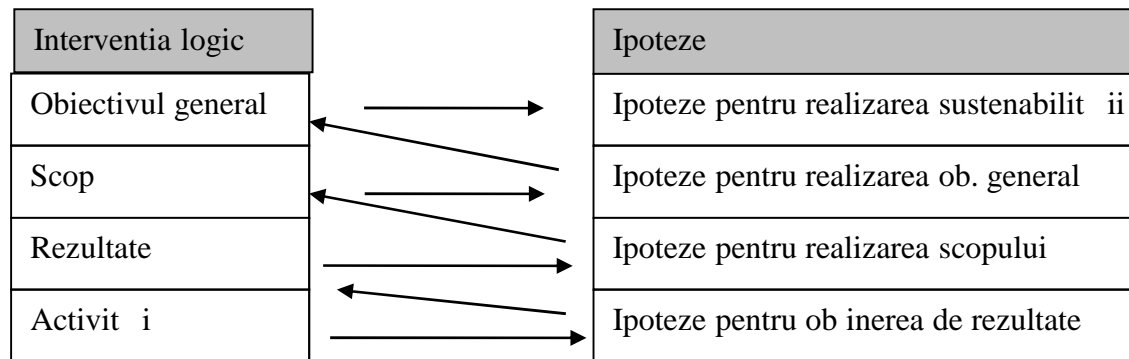 Interventia logic
Ipoteze
Obiectivul general
Ipoteze pentru realizarea sustenabilit ii
Scop
Ipoteze pentru realizarea ob. general
Rezultate
Ipoteze pentru realizarea scopului
Activit i
Ipoteze pentru ob inerea de rezultate